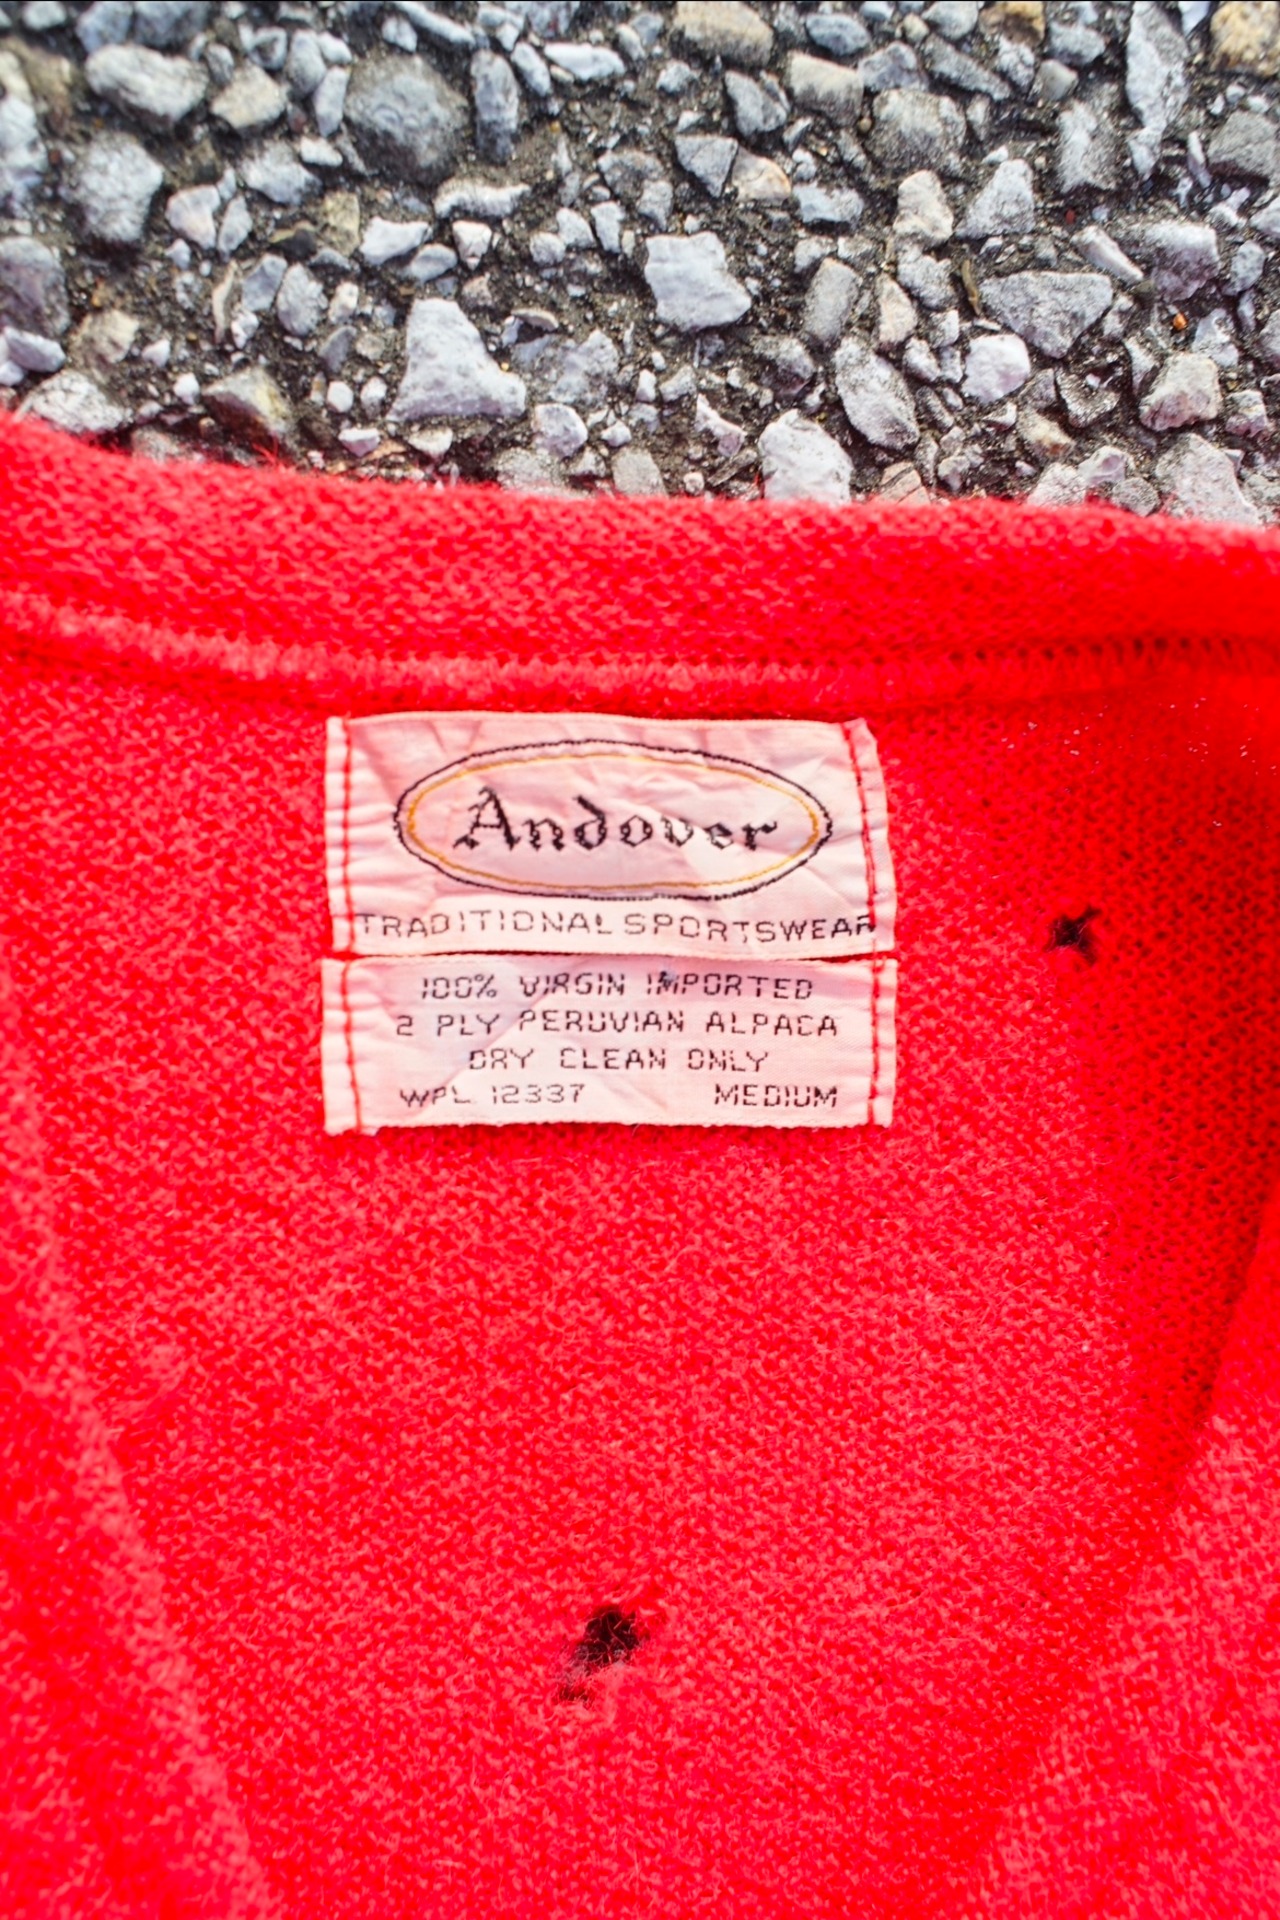 Andover
TRADITIONAL SPORTSWEAR
100% VIRGIN IMPORTED
2 PLY PERUVIAN ALPACA
DRY CLEAN ONLY
WPL 12337 MEDIUM